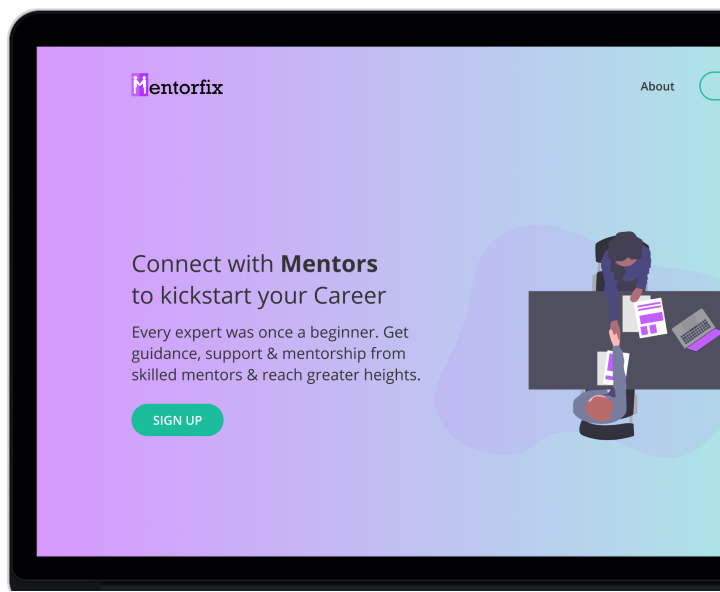 Mentorfix
About
Connect with Mentors
to kickstart your Career
Every expert was once a beginner. Get
guidance, support & mentorship from
skilled mentors & reach greater heights.
SIGN UP